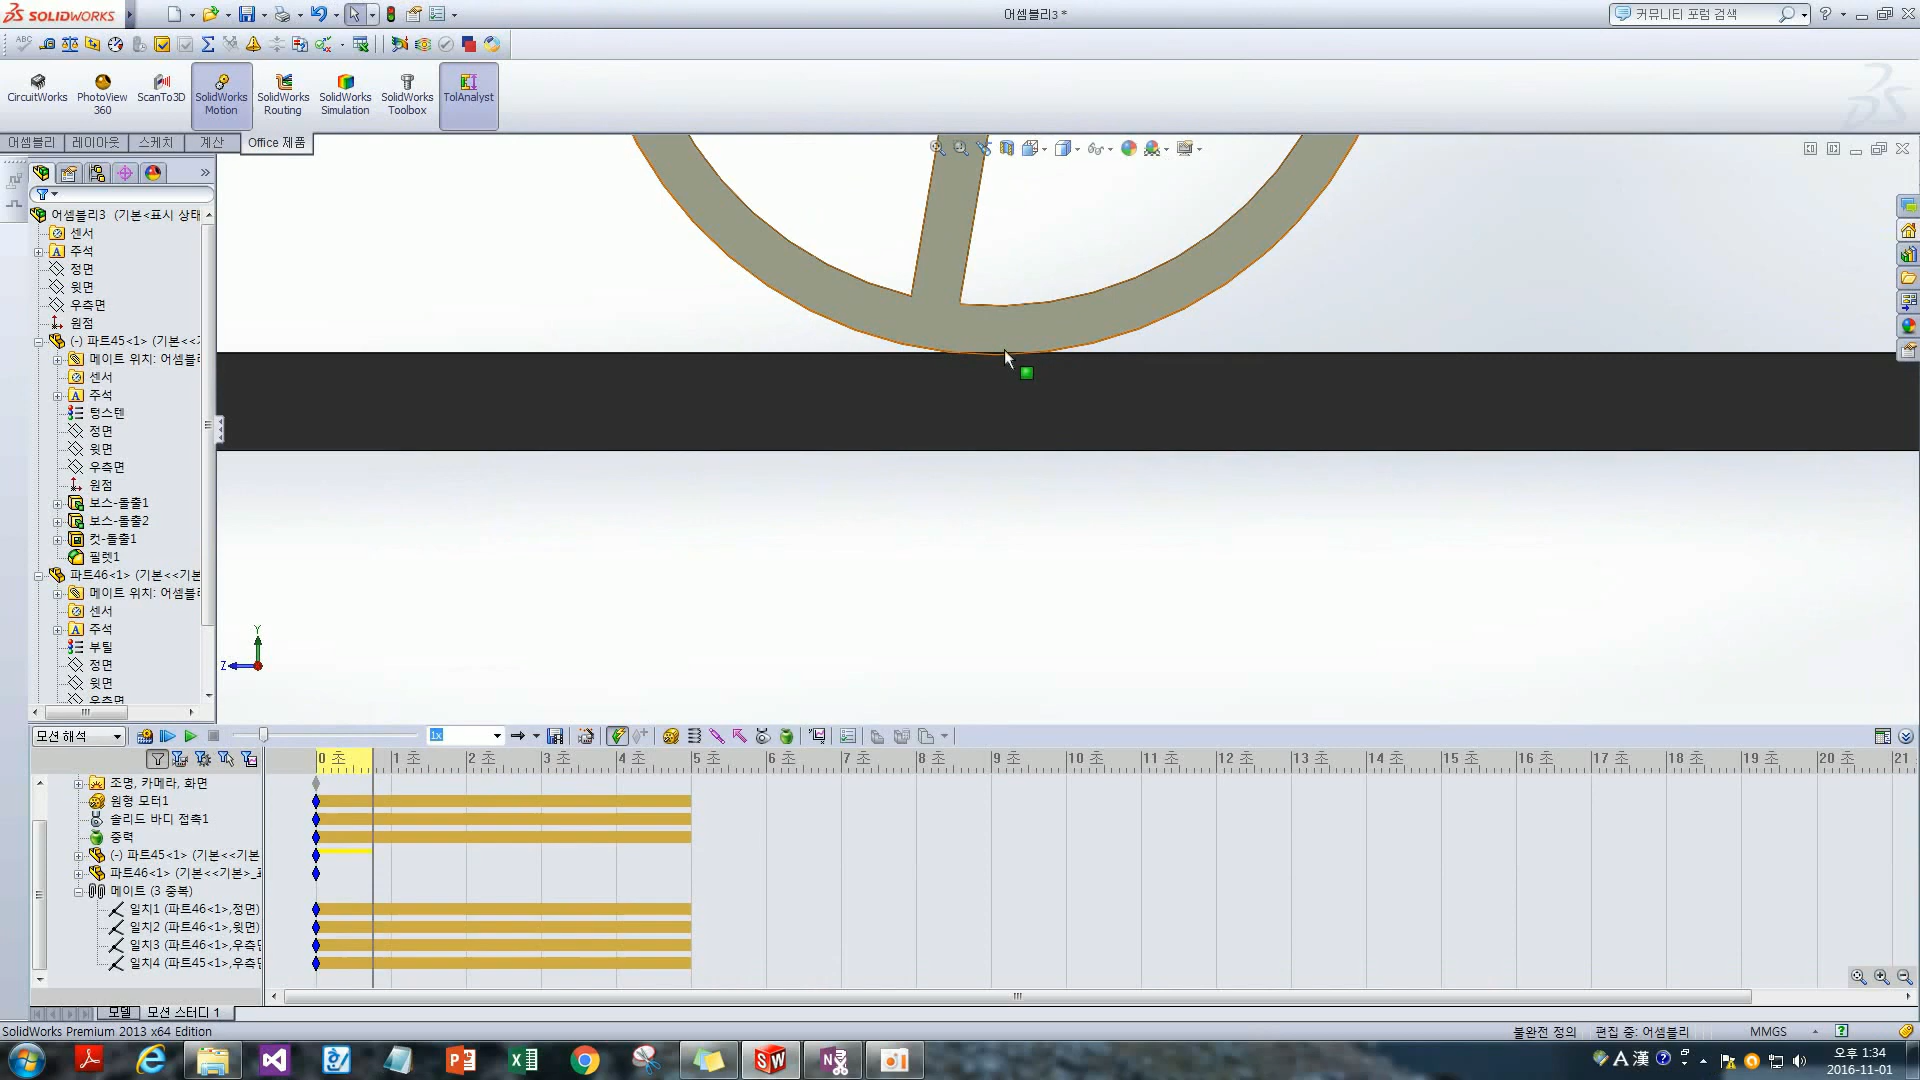 SOLIDWORKS
어셈블리3 *
커뮤니티 포럼 검색
CircuitWorks
PhotoView
360
ScanTo3D
SolidWorks
Motion
SolidWorks
Routing
SolidWorks
Simulation
SolidWorks
Toolbox
TolAnalyst
어셈블리
레이아웃
스케치
계산
Office 제품
어셈블리3 (기본<표시 상태
센서
주석
정면
윗면
우측면
원점
(-) 파트45<1> (기본<<
메이트 위치: 어셈블리
센서
주석
텅스텐
정면
윗면
우측면
원점
보스-돌출1
보스-돌출2
컷-돌출1
필렛1
파트46<1> (기본<<기본
메이트 위치: 어셈블리
센서
주석
부틸
정면
윗면
우측면
Y
Z
모션 해석
1x
0 초 1 초 2 초 3 초 4 초 5 초 6 초 7 초 8 초 9 초 10 초 11 초 12 초 13 초 14 초 15 초 16 초 17 초 18 초 19 초 20 초 21
조명, 카메라, 화면
원형 모터1
솔리드 바디 접촉1
중력
(-) 파트45<1> (기본<<기본
파트46<1> (기본<<기본>_
메이트 (3 중복)
일치1 (파트46<1>,정면)
일치2 (파트46<1>,윗면)
일치3 (파트46<1>,우측
일치4 (파트45<1>,우측
모델
모션 스터디 1
SolidWorks Premium 2013 x64 Edition
불완전 정의
편집 중: 어셈블리
MMGS
A 漢
오후 1:34
2016-11-01